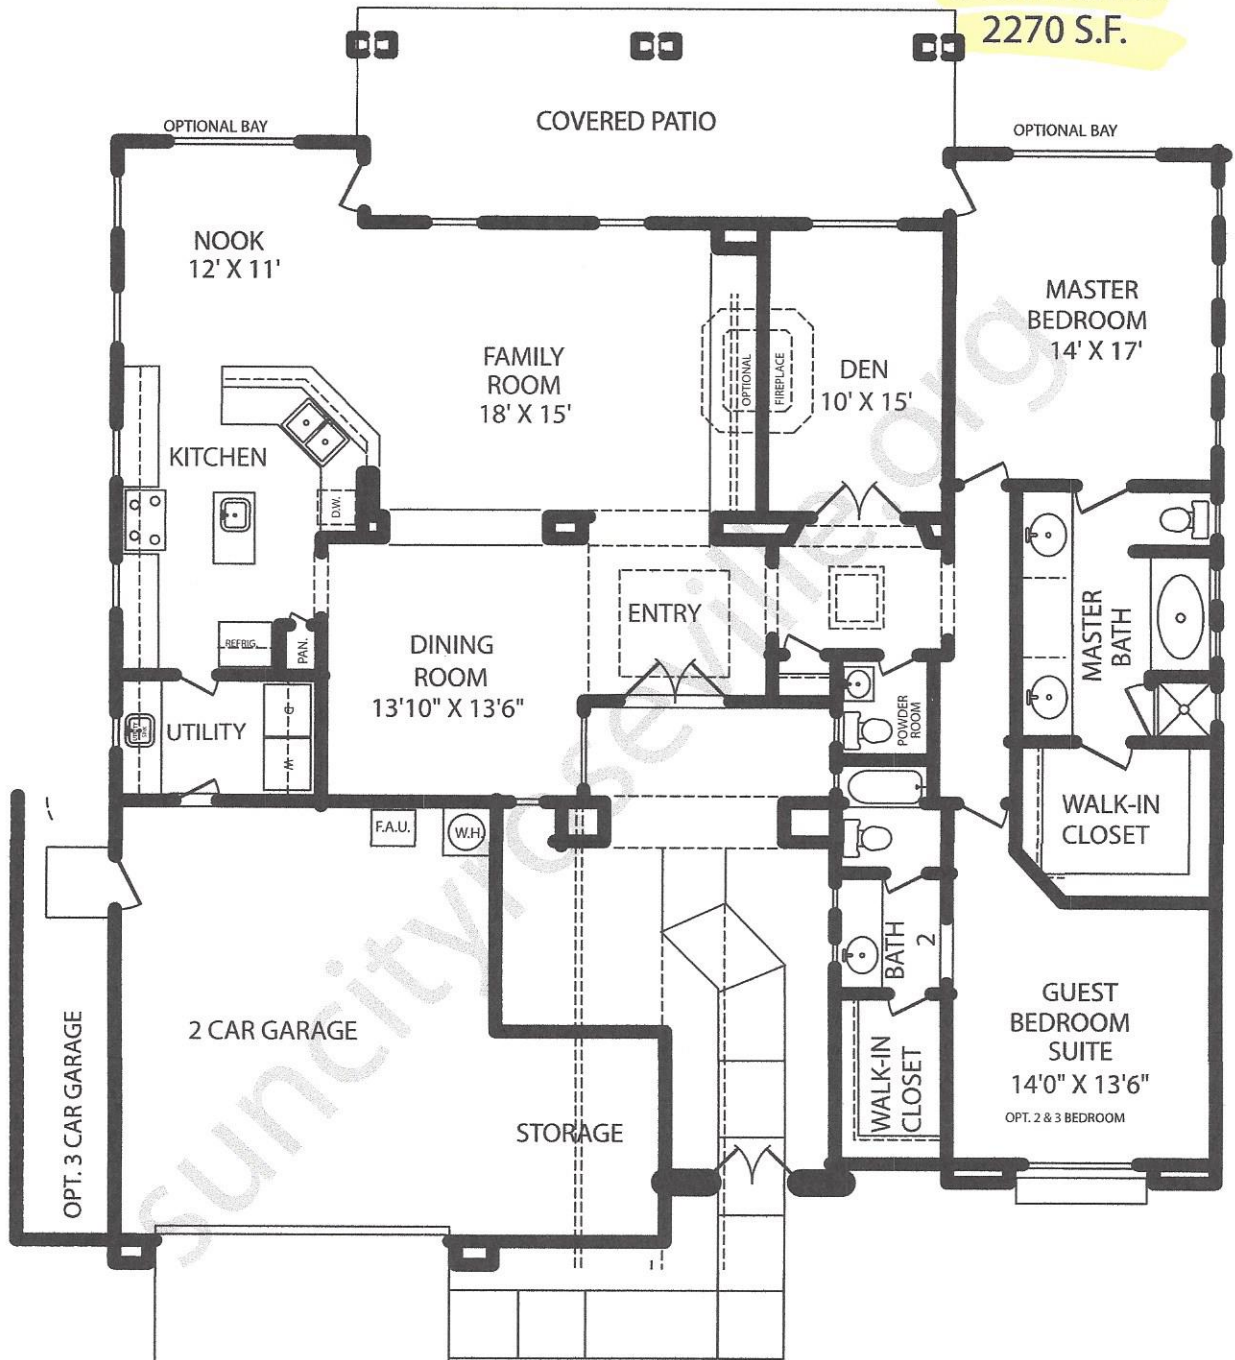 2270 S.F.
COVERED PATIO
OPTIONAL BAY
OPTIONAL BAY
NOOK
12' X 11'
MASTER
BEDROOM
14' X 17'
FAMILY
ROOM
18' X 15'
OPTIONAL
FIREPLACE
DEN
10' X 15'
KITCHEN
D.W.
ENTRY
DINING
ROOM
13'10" X 13'6"
REFRIG.
PAN.
MASTER
BATH
UTILITY
D
W
POWDER
ROOM
F.A.U.
W.H.
WALK-IN
CLOSET
BATH
2
2 CAR GARAGE
OPT. 3 CAR GARAGE
STORAGE
WALK-IN
CLOSET
GUEST
BEDROOM
SUITE
14'0" X 13'6"
OPT. 2 & 3 BEDROOM
suncityroseville.org